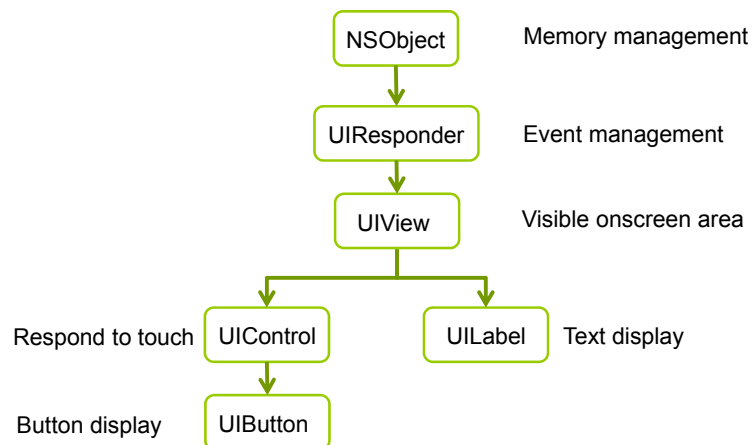 NSObject
Memory management
UIResponder
Event management
UIView
Visible onscreen area
Respond to touch
UIControl
UILabel
Text display
Button display
UIButton